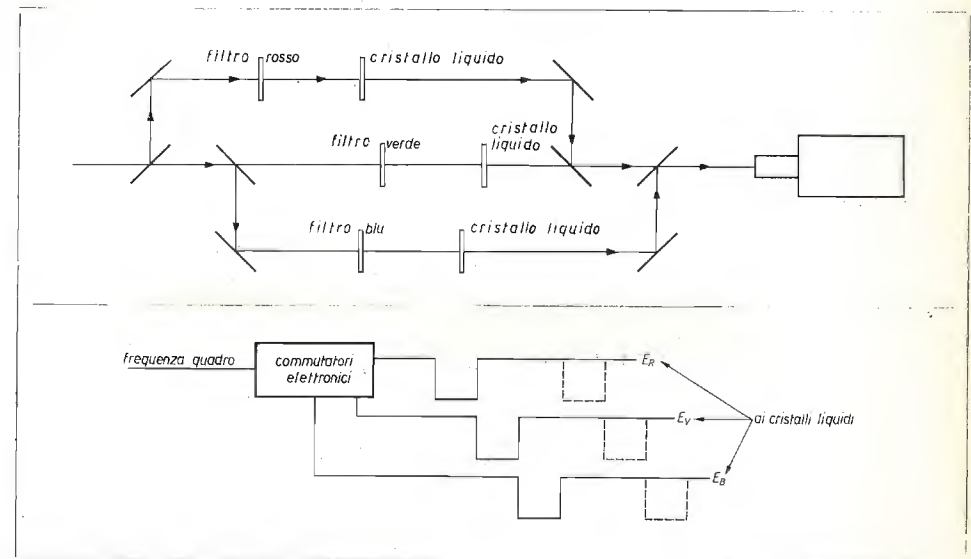 filtro rosso
cristallo liquido
filtro verde
cristallo
liquido
filtro blu
cristallo liquido
frequenza quadro
commutatori
elettronici
E_R
E_V
ai cristalli liquidi
E_B